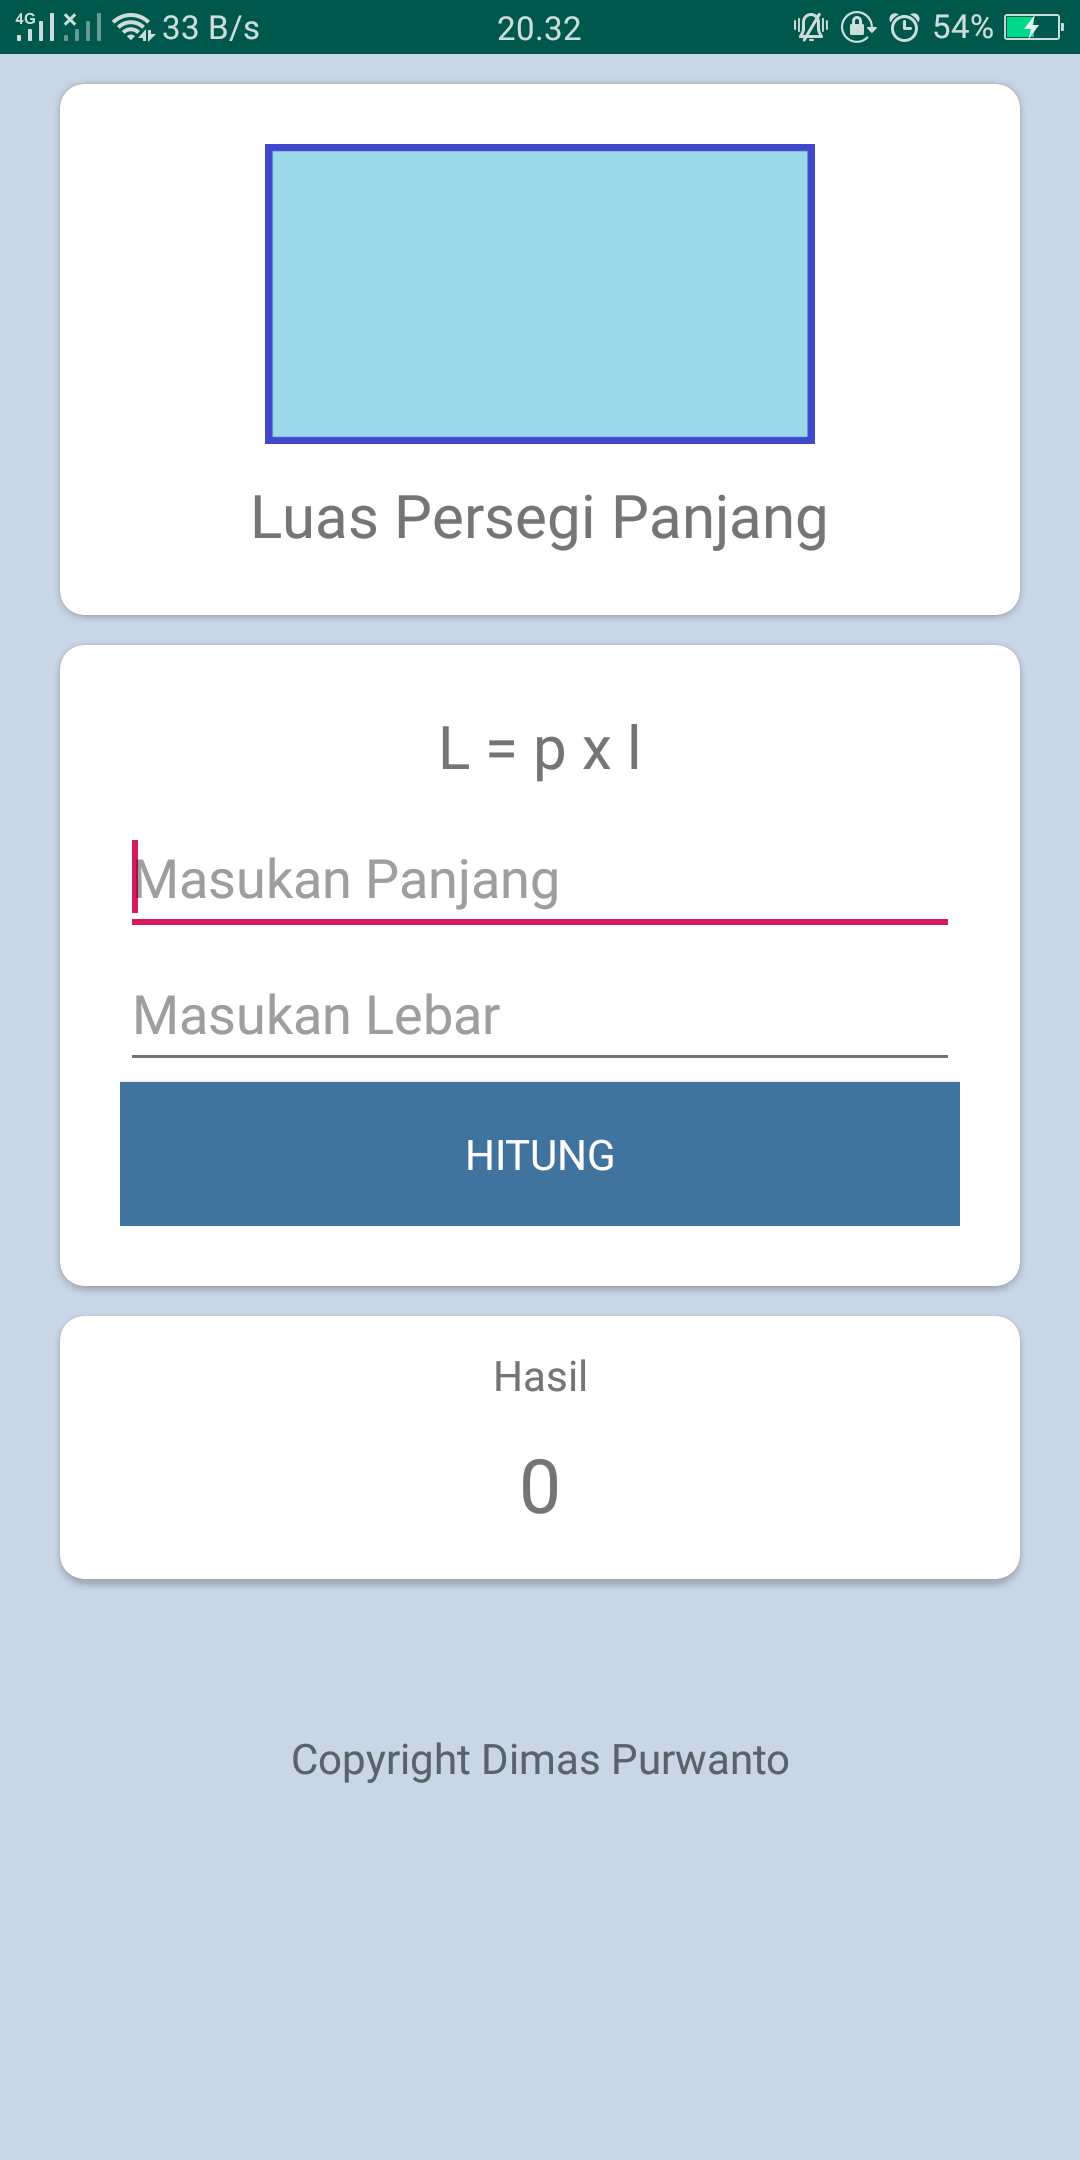 4G 33 B/s 20.32 54%
Luas Persegi Panjang
L = p x l
Masukan Panjang
Masukan Lebar
HITUNG
Hasil
0
Copyright Dimas Purwanto